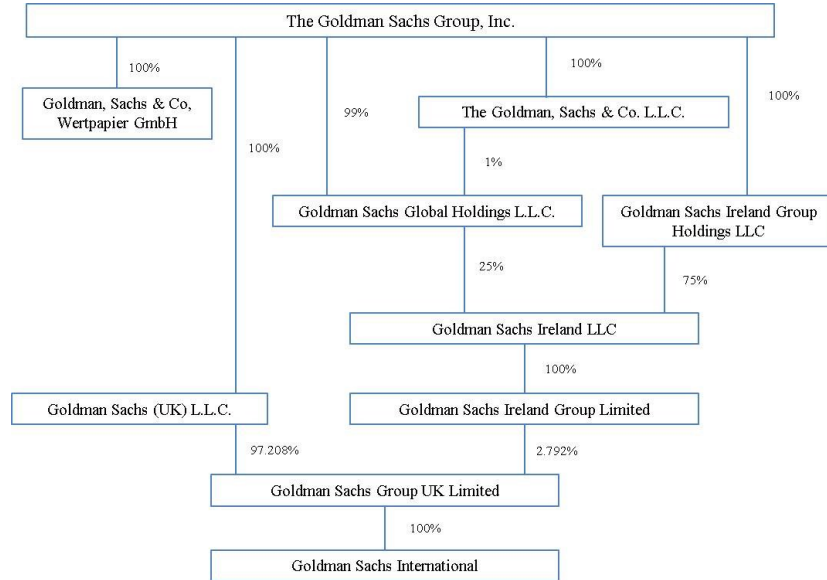 The Goldman Sachs Group, Inc.
100%
100%
100%
99%
100%
1%
Goldman, Sachs & Co,
Wertpapier GmbH
The Goldman, Sachs & Co. L.L.C.
Goldman Sachs Global Holdings L.L.C.
Goldman Sachs Ireland Group
Holdings LLC
25%
75%
Goldman Sachs Ireland LLC
100%
Goldman Sachs (UK) L.L.C.
Goldman Sachs Ireland Group Limited
97.208%
2.792%
Goldman Sachs Group UK Limited
100%
Goldman Sachs International